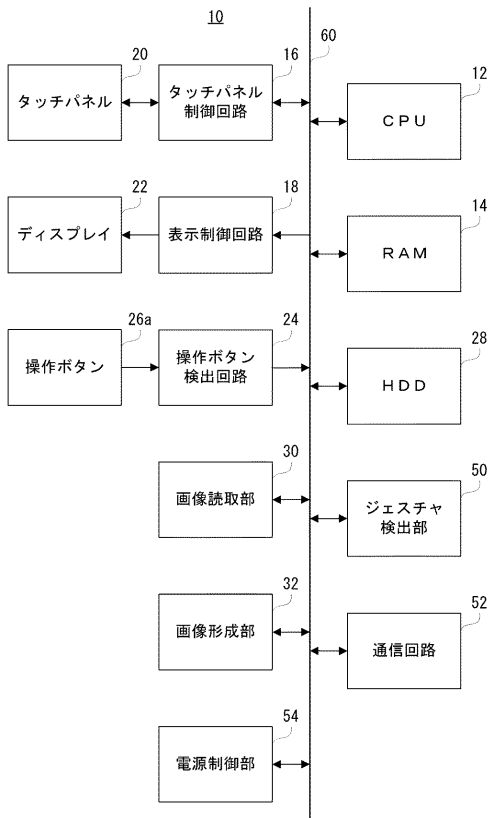 10
60
20
タッチパネル
16
タッチパネル
制御回路
12
CPU
22
ディスプレイ
18
表示制御回路
14
RAM
26a
操作ボタン
24
操作ボタン
検出回路
28
HDD
30
画像読取部
50
ジェスチャ
検出部
32
画像形成部
52
通信回路
54
電源制御部